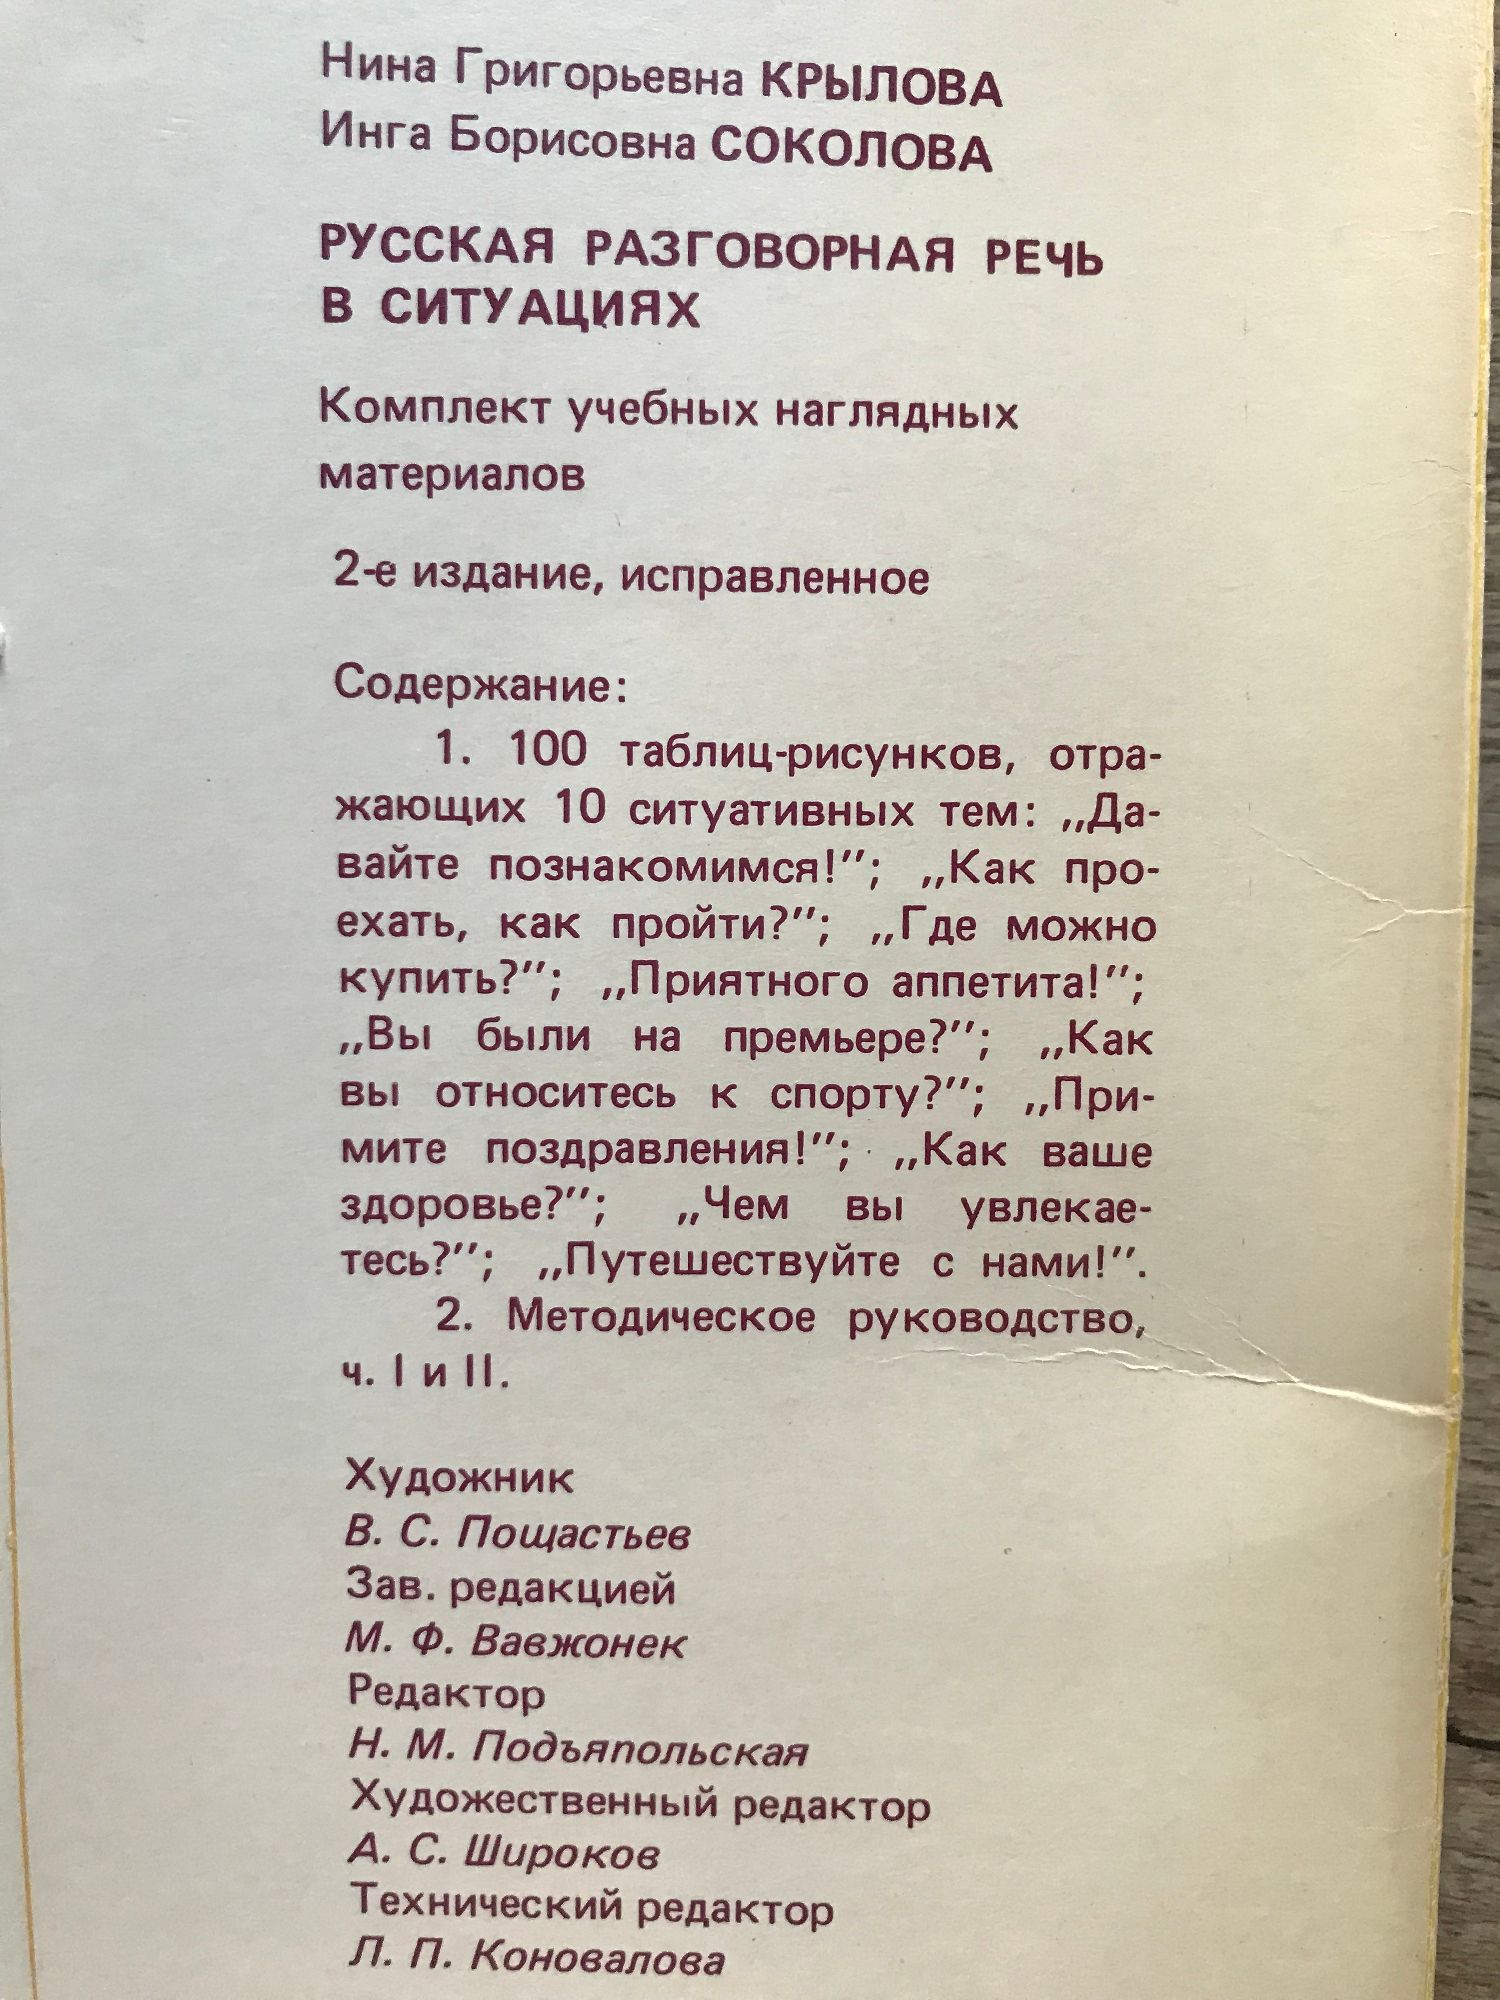 Нина Григорьевна КРЫЛОВА
Инга Борисовна СОКОЛОВА
РУССКАЯ РАЗГОВОРНАЯ РЕЧЬ
В СИТУАЦИЯХ
Комплект учебных наглядных
материалов
2-е издание, исправленное
Содержание:
1. 100 таблиц-рисунков, отра-
жающих 10 ситуативных тем: „Да-
вайте познакомимся!”; „Как про-
ехать, как пройти?”; „Где можно
купить?”; „Приятного аппетита!”;
„Вы были на премьере?”; „Как
вы относитесь к спорту?”; „При-
мите поздравления!”; „Как ваше
здоровье?”; „Чем вы увлекае-
тесь?”; „Путешествуйте с нами!”.
2. Методическое руководство,
ч. I и II.
Художник
В. С. Пощастьев
Зав. редакцией
М. Ф. Вавжонек
Редактор
Н. М. Подъяпольская
Художественный редактор
А. С. Широков
Технический редактор
Л. П. Коновалова